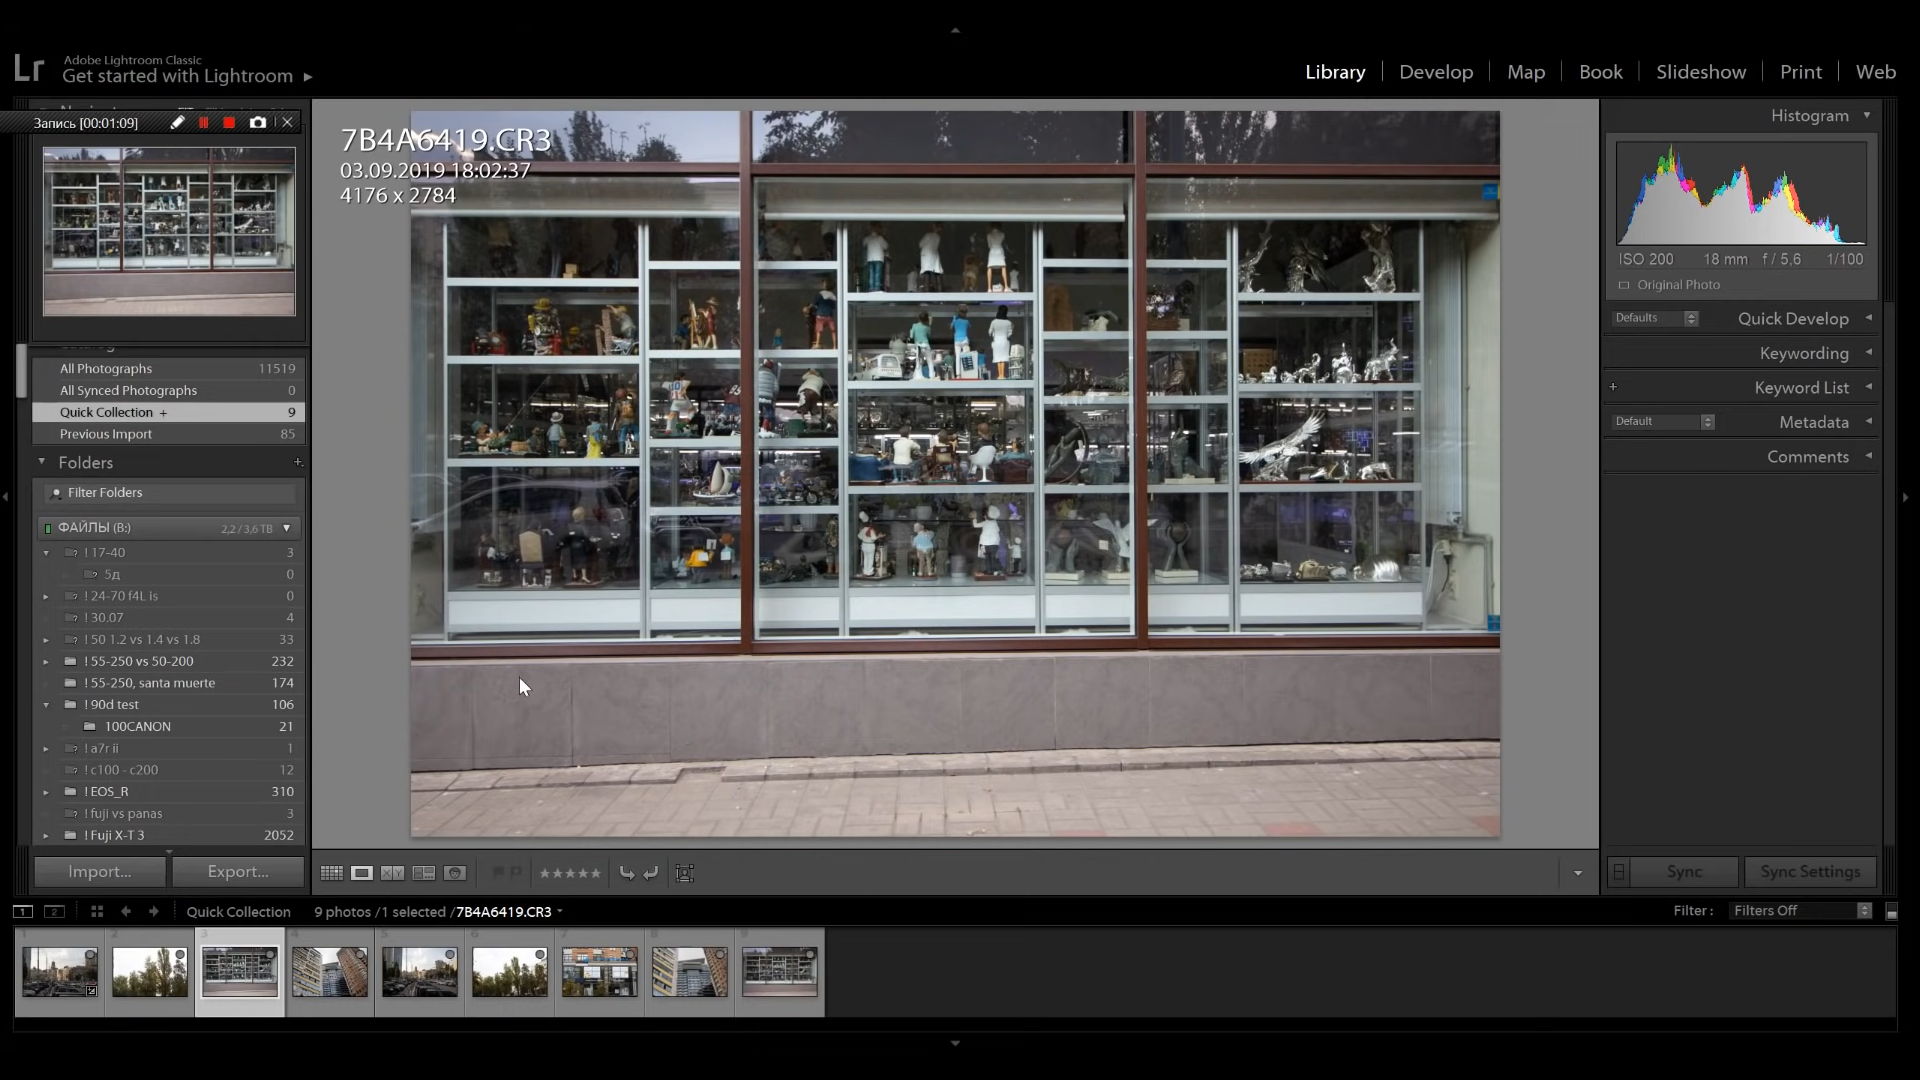 Lr
Adobe Lightroom Classic
Get started with Lightroom
Library
Develop
Map
Book
Slideshow
Print
Web
Запись [00:01:09]
All Photographs 11519
All Synced Photographs 0
Quick Collection + 9
Previous Import 85
Folders
Filter Folders
ФАЙЛЫ (B:) 2,2 / 3,6 TB
! 17-40 3
5д 0
! 24-70 f4L is 0
! 30.07 4
! 50 1.2 vs 1.4 vs 1.8 33
! 55-250 vs 50-200 232
! 55-250, santa muerte 174
! 90d test 106
100CANON 21
! a7r ii 1
! c100 - c200 12
! EOS_R 310
! fuji vs panas 3
! Fuji X-T 3 2052
Import...
Export...
7B4A6419.CR3
03.09.2019 18:02:37
4176 x 2784
Histogram
ISO 200 18 mm f / 5,6 1/100
Original Photo
Defaults
Quick Develop
Keywording
Keyword List
Default
Metadata
Comments
X Y
Sync
Sync Settings
1
2
Quick Collection
9 photos / 1 selected / 7B4A6419.CR3
Filter :
Filters Off